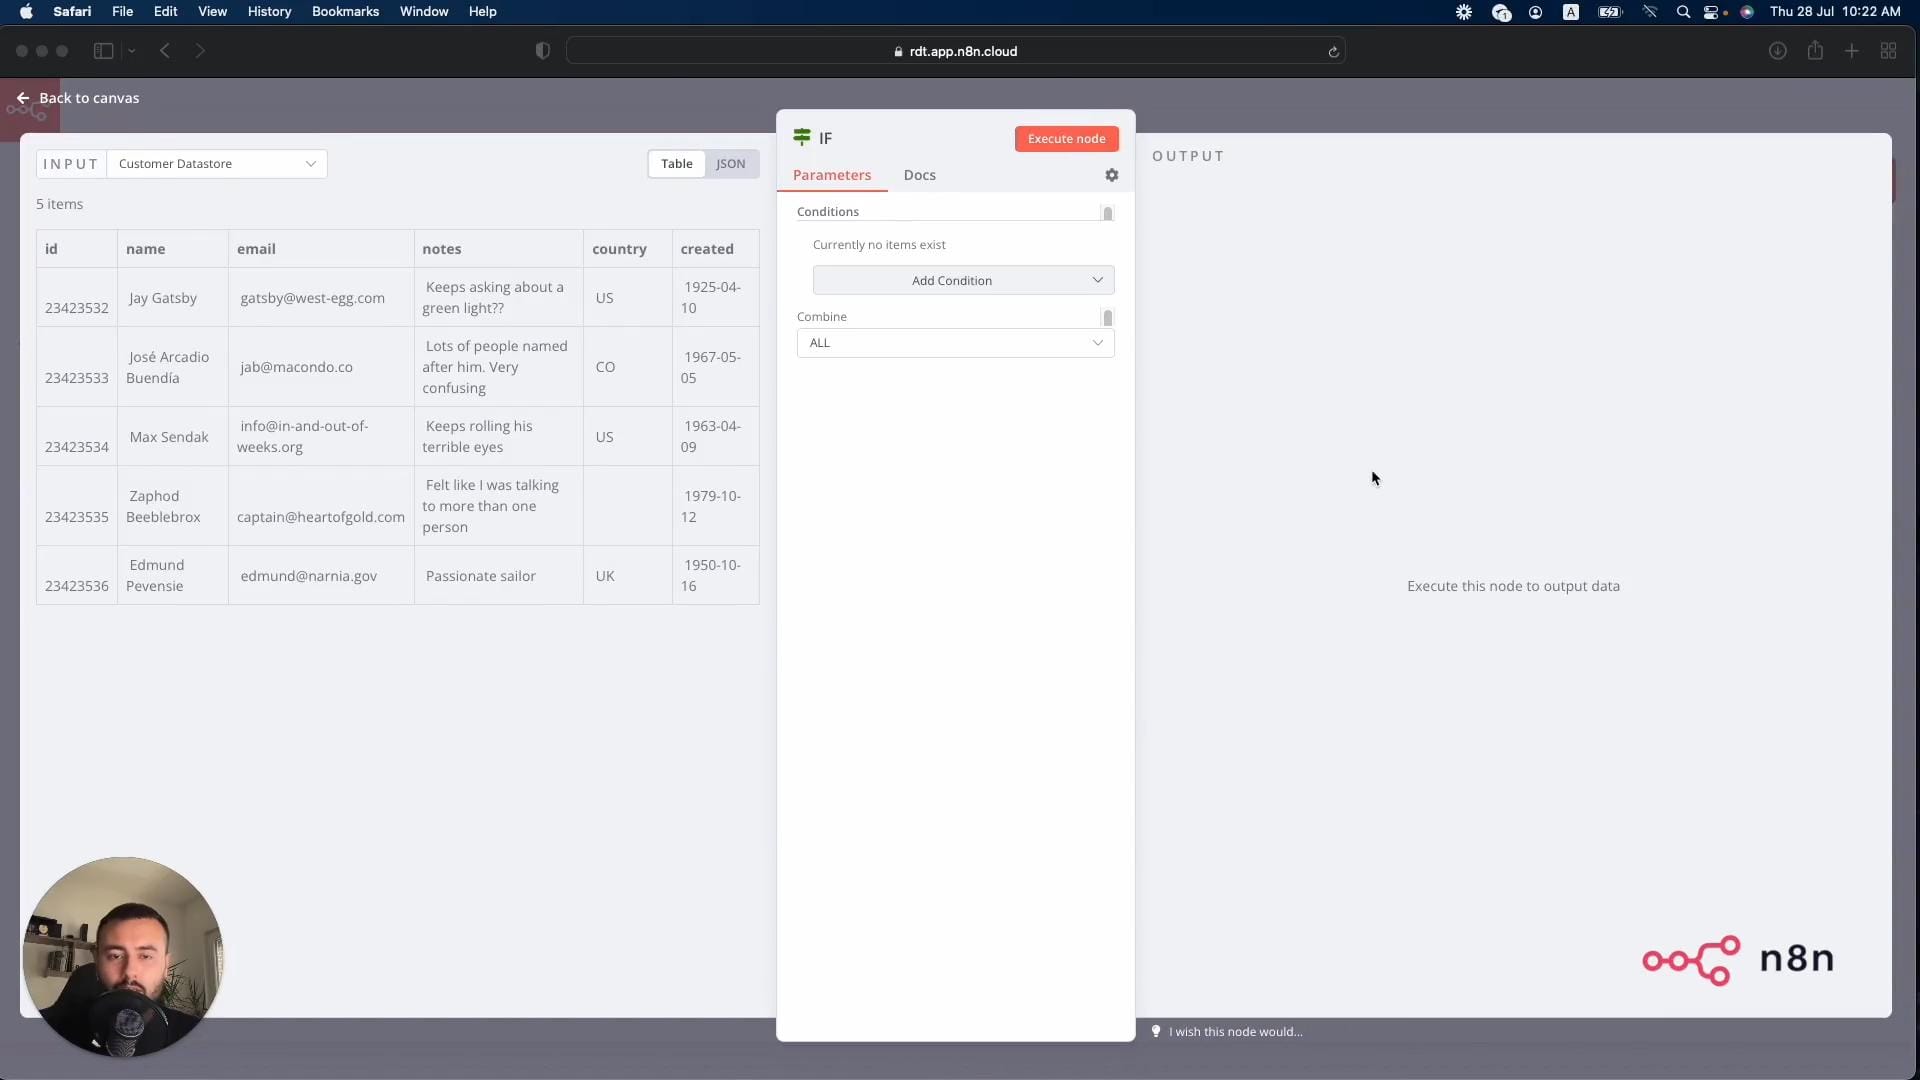 Safari File Edit View History Bookmarks Window Help
1
A
Thu 28 Jul 10:22 AM
rdt.app.n8n.cloud
Back to canvas
INPUT Customer Datastore
Table JSON
5 items
id name email notes country created
23423532 Jay Gatsby gatsby@west-egg.com Keeps asking about a green light?? US 1925-04-10
23423533 José Arcadio Buendía jab@macondo.co Lots of people named after him. Very confusing CO 1967-05-05
23423534 Max Sendak info@in-and-out-of-weeks.org Keeps rolling his terrible eyes US 1963-04-09
23423535 Zaphod Beeblebrox captain@heartofgold.com Felt like I was talking to more than one person 1979-10-12
23423536 Edmund Pevensie edmund@narnia.gov Passionate sailor UK 1950-10-16
IF
Execute node
Parameters Docs
Conditions
Currently no items exist
Add Condition
Combine
ALL
OUTPUT
Execute this node to output data
n8n
I wish this node would...